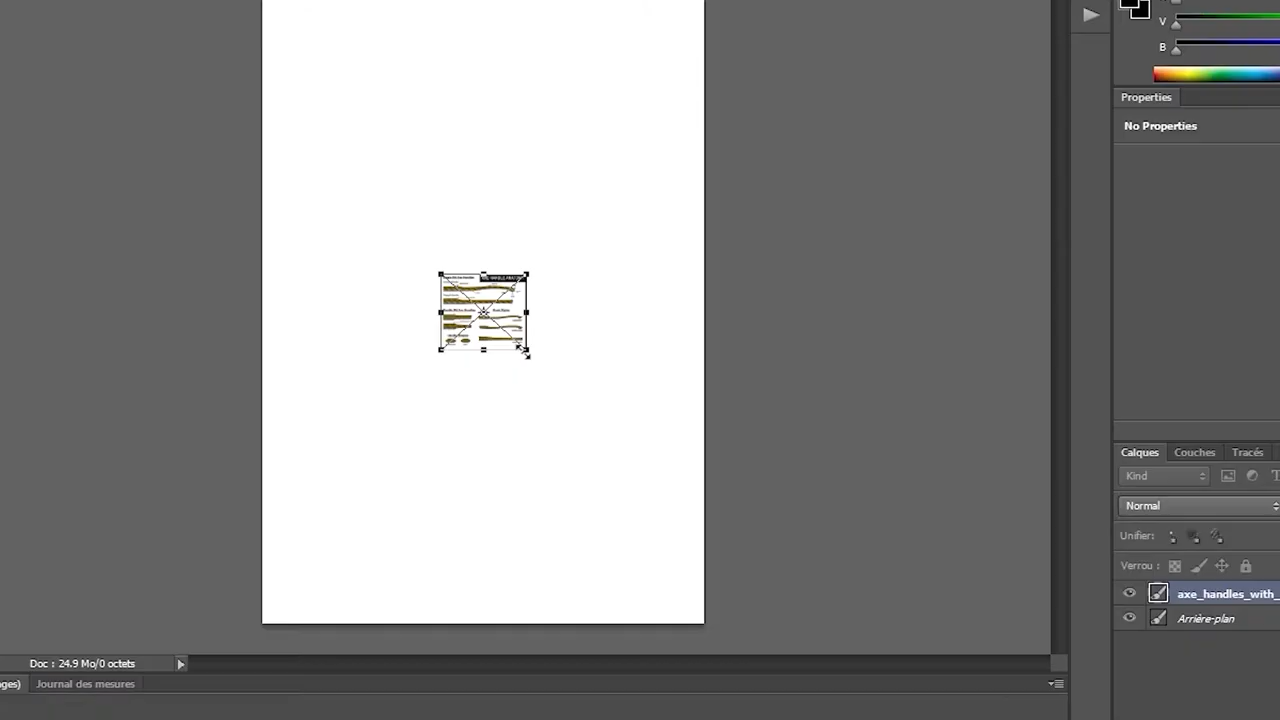 V
B
Properties
No Properties
Calques Couches Tracés
Kind
Normal
Unifier:
Verrou :
axe_handles_with_
Arrière-plan
Doc : 24.9 Mo/0 octets
ges) Journal des mesures